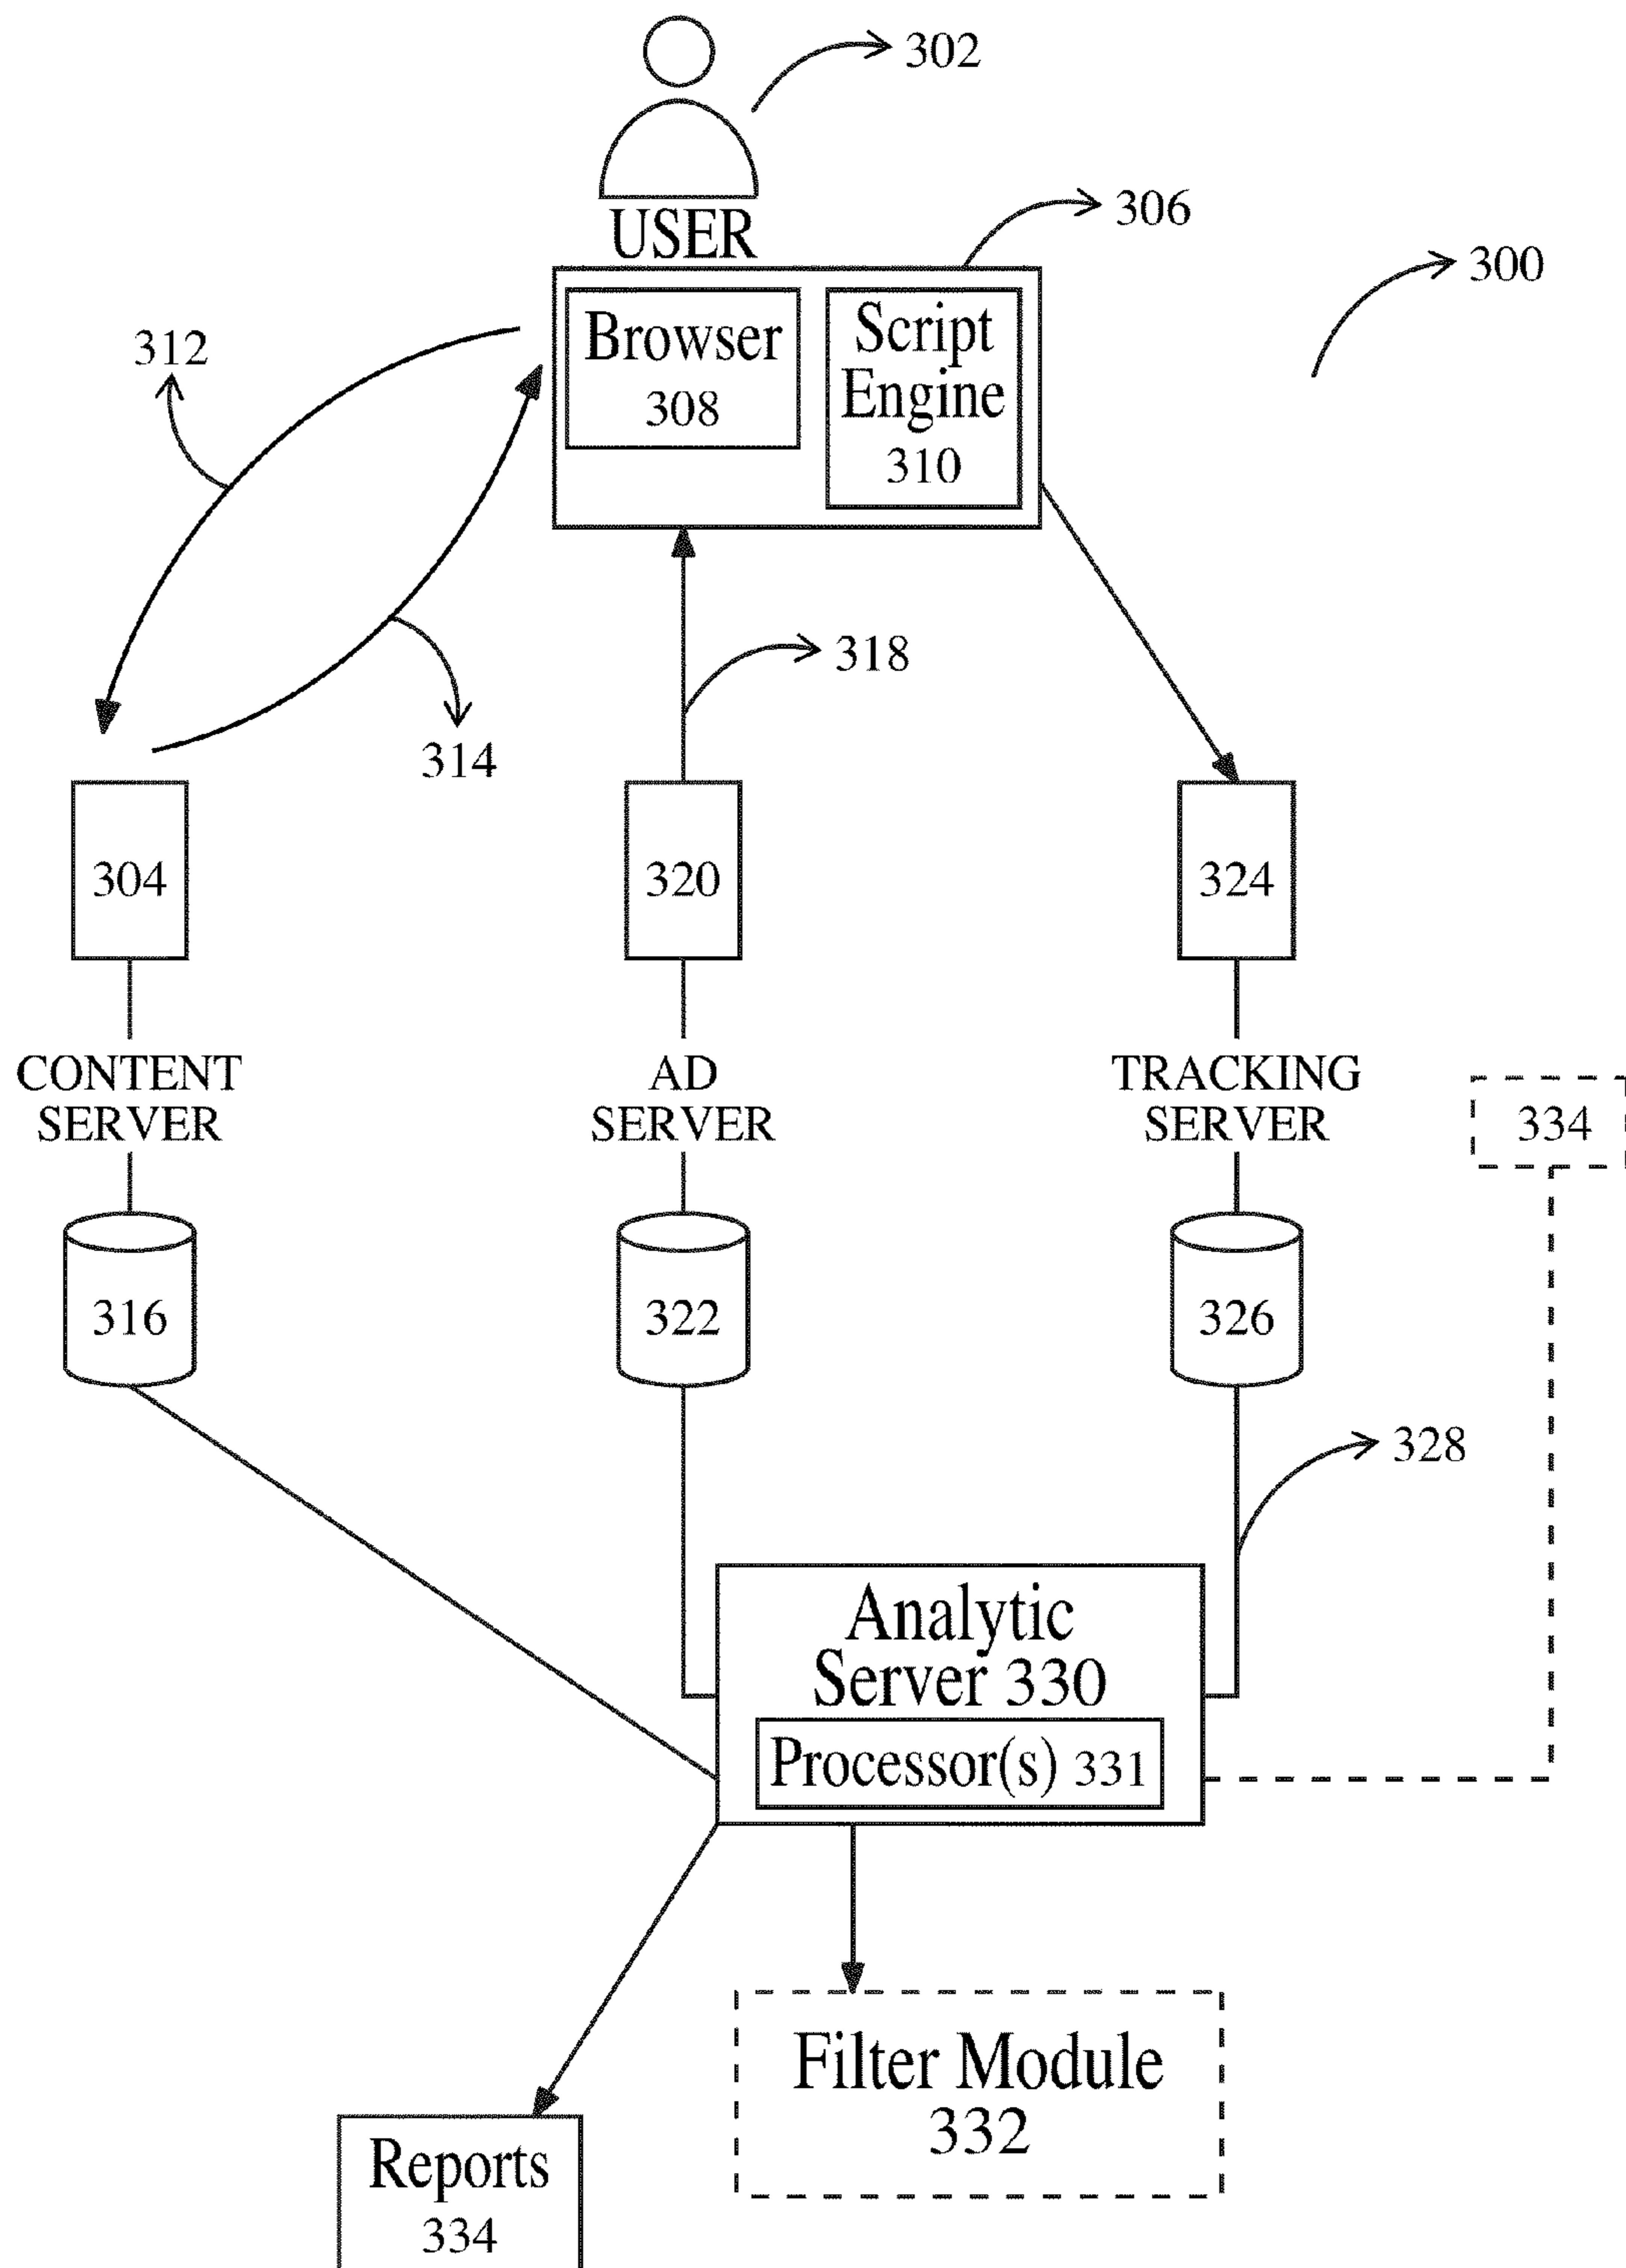 302
USER
306
300
Browser
308
Script
Engine
310
312
314
318
304
320
324
CONTENT
SERVER
AD
SERVER
TRACKING
SERVER
334
316
322
326
328
Analytic
Server 330
Processor(s) 331
Filter Module
332
Reports
334